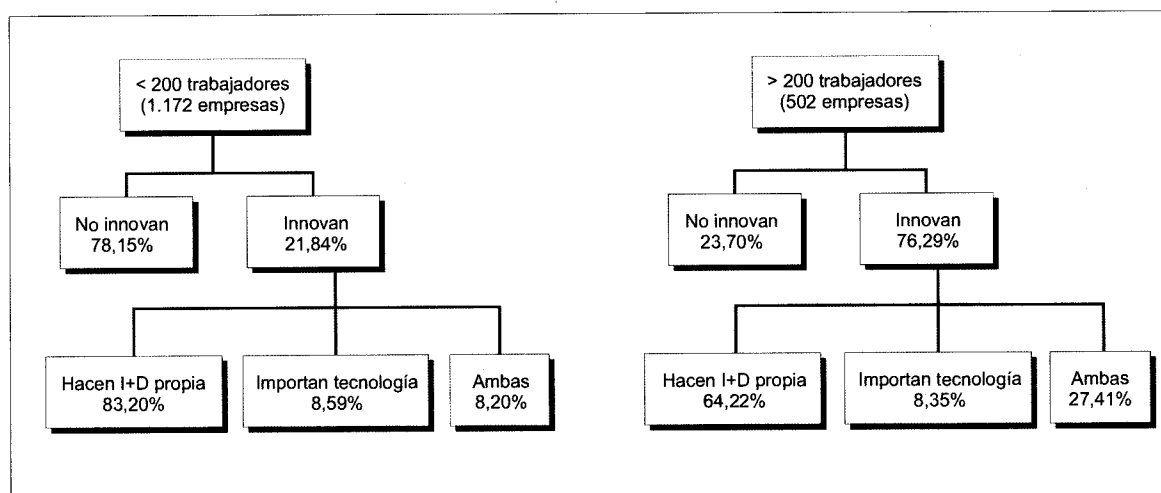 < 200 trabajadores
(1.172 empresas)
No innovan
78,15%
Innovan
21,84%
Hacen I+D propia
83,20%
Importan tecnología
8,59%
Ambas
8,20%
> 200 trabajadores
(502 empresas)
No innovan
23,70%
Innovan
76,29%
Hacen I+D propia
64,22%
Importan tecnología
8,35%
Ambas
27,41%